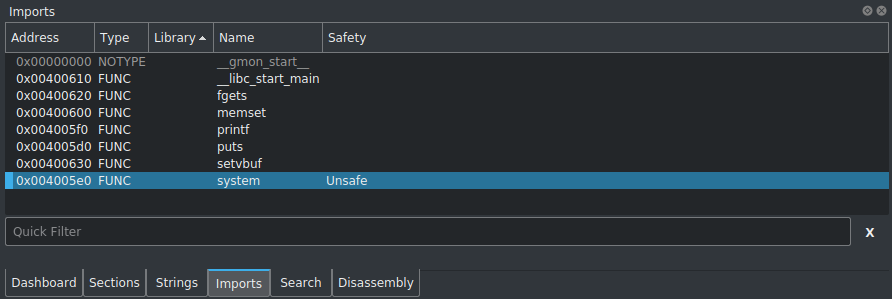 Imports
Address Type Library Name Safety
0x00000000 NOTYPE __gmon_start__
0x00400610 FUNC __libc_start_main
0x00400620 FUNC fgets
0x00400600 FUNC memset
0x004005f0 FUNC printf
0x004005d0 FUNC puts
0x00400630 FUNC setvbuf
0x004005e0 FUNC system Unsafe
Quick Filter X
Dashboard Sections Strings Imports Search Disassembly